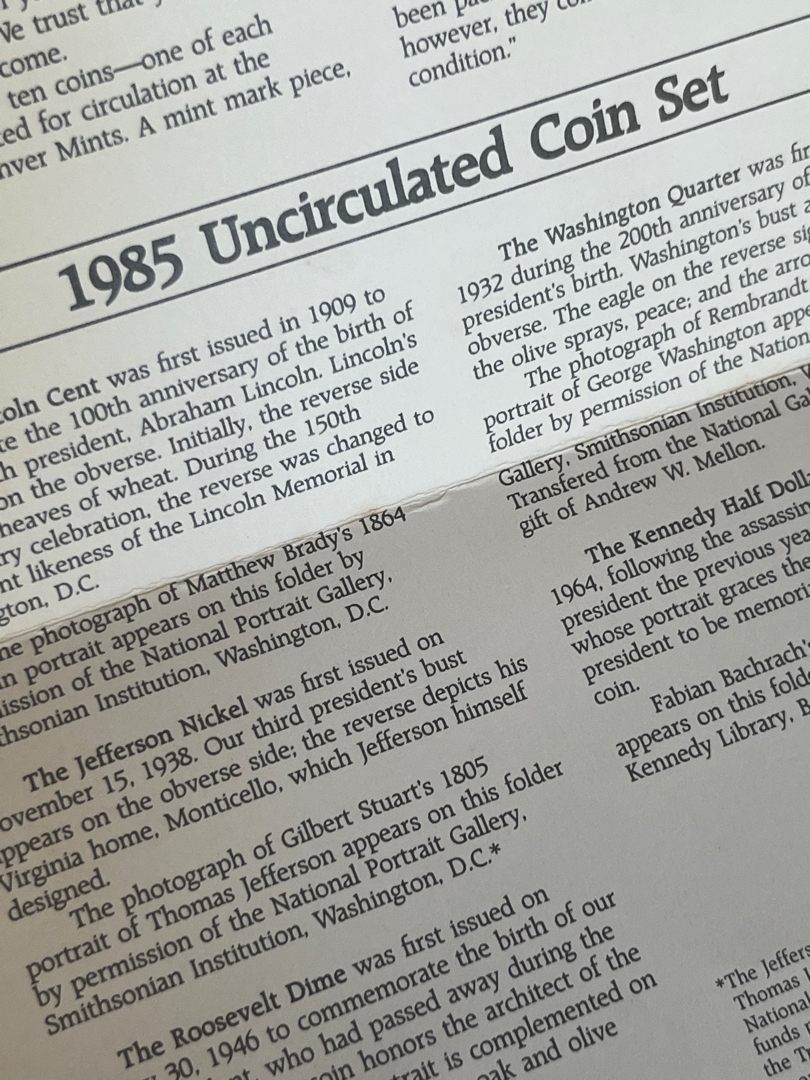 We trust that
come.
ten coins—one of each
ed for circulation at the
nver Mints. A mint mark piece,
been
however, they
condition."
1985 Uncirculated Coin Set
coln Cent was first issued in 1909 to
te the 100th anniversary of the birth of
h president, Abraham Lincoln. Lincoln's
on the obverse. Initially, the reverse side
heaves of wheat. During the 150th
ry celebration, the reverse was changed to
nt likeness of the Lincoln Memorial in
gton, D.C.
he photograph of Matthew Brady's 1864
n portrait appears on this folder by
ission of the National Portrait Gallery,
hsonian Institution, Washington, D.C.
The Jefferson Nickel was first issued on
ovember 15, 1938. Our third president's bust
ppears on the obverse side; the reverse depicts his
Virginia home, Monticello, which Jefferson himself
designed.
The photograph of Gilbert Stuart's 1805
portrait of Thomas Jefferson appears on this folder
by permission of the National Portrait Gallery,
Smithsonian Institution, Washington, D.C.*
The Roosevelt Dime was first issued on
30, 1946 to commemorate the birth of our
nt, who had passed away during the
oin honors the architect of the
trait is complemented on
oak and olive
The Washington Quarter was fir
1932 during the 200th anniversary of
president's birth. Washington's bust a
obverse. The eagle on the reverse sig
the olive sprays, peace; and the arro
The photograph of Rembrandt
portrait of George Washington appe
folder by permission of the Nation
Gallery, Smithsonian Institution, W
Transfered from the National Gal
gift of Andrew W. Mellon.
The Kennedy Half Dolla
1964, following the assassin
president the previous yea
whose portrait graces the
president to be memori
coin.
Fabian Bachrach'
appears on this folde
Kennedy Library, B
*The Jeffers
Thomas
National
funds
the T